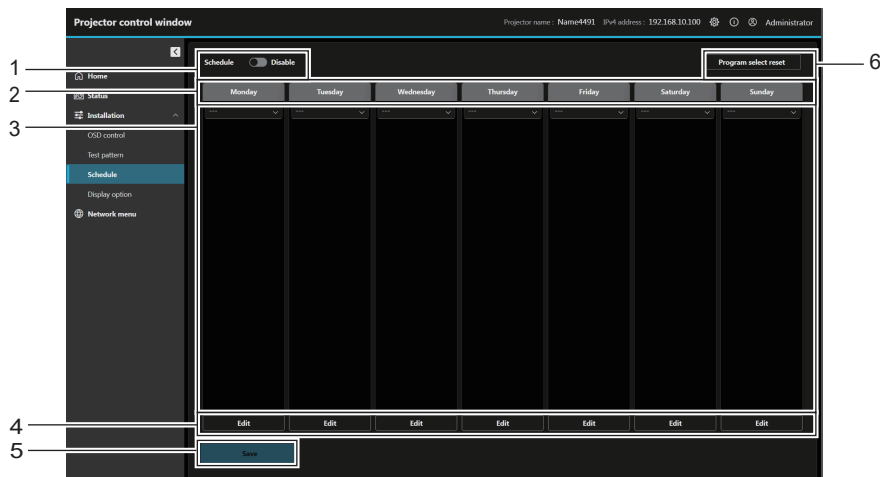 Projector control window Projector name : Name4491 IPv4 address : 192.168.10.100 Administrator
1 Schedule Disable Program select reset 6
Home
2 Status Monday Tuesday Wednesday Thursday Friday Saturday Sunday
3 Installation --- --- --- --- --- --- ---
OSD control
Test pattern
Schedule
Display option
Network menu
4 Edit Edit Edit Edit Edit Edit Edit
5 Save